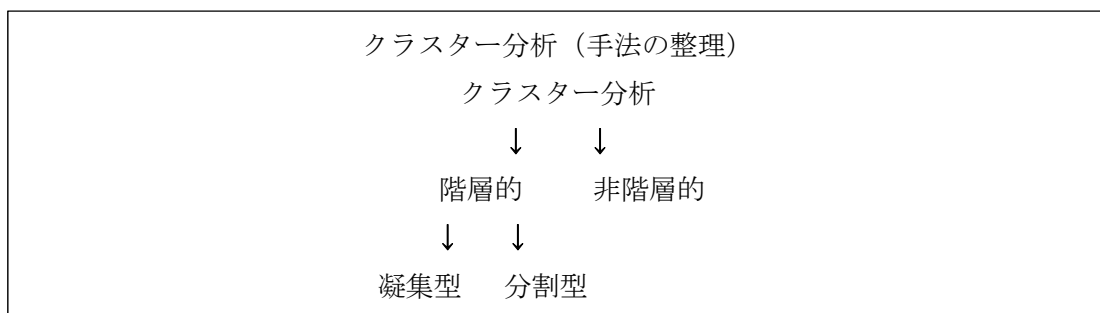 クラスター分析（手法の整理）
クラスター分析
↓ ↓
階層的 非階層的
↓ ↓
凝集型 分割型